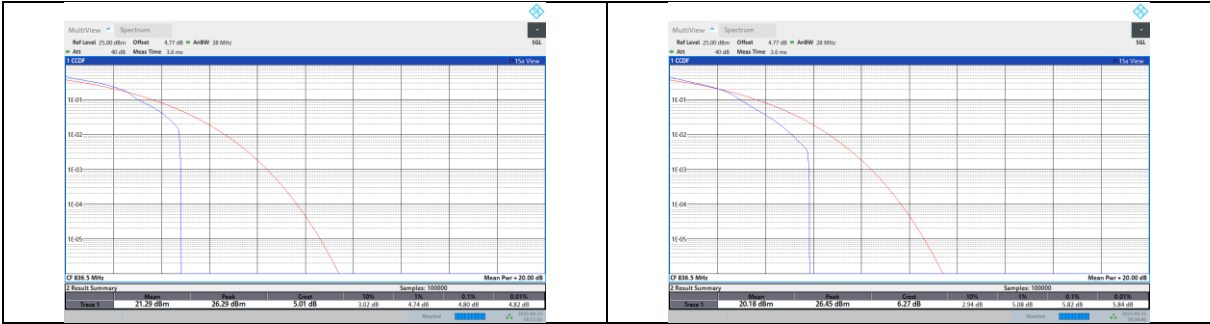 MultiView Spectrum
Ref Level 25.00 dBm Offset 4.77 dB AnBW 28 MHz
Att 40 dB Meas Time 3.6 ms SGL
1 CCDF 1Sa View
1E-01
1E-02
1E-03
1E-04
1E-05
CF 836.5 MHz Mean Pwr + 20.00 dB
2 Result Summary Samples: 100000
Mean Peak Crest 10% 1% 0.1% 0.01%
Trace 1 21.29 dBm 26.29 dBm 5.01 dB 3.02 dB 4.74 dB 4.80 dB 4.82 dB
Aborted
MultiView Spectrum
Ref Level 25.00 dBm Offset 4.77 dB AnBW 28 MHz
Att 40 dB Meas Time 3.6 ms SGL
1 CCDF 1Sa View
1E-01
1E-02
1E-03
1E-04
1E-05
CF 836.5 MHz Mean Pwr + 20.00 dB
2 Result Summary Samples: 100000
Mean Peak Crest 10% 1% 0.1% 0.01%
Trace 1 20.18 dBm 26.45 dBm 6.27 dB 2.94 dB 5.08 dB 5.82 dB 5.84 dB
Aborted